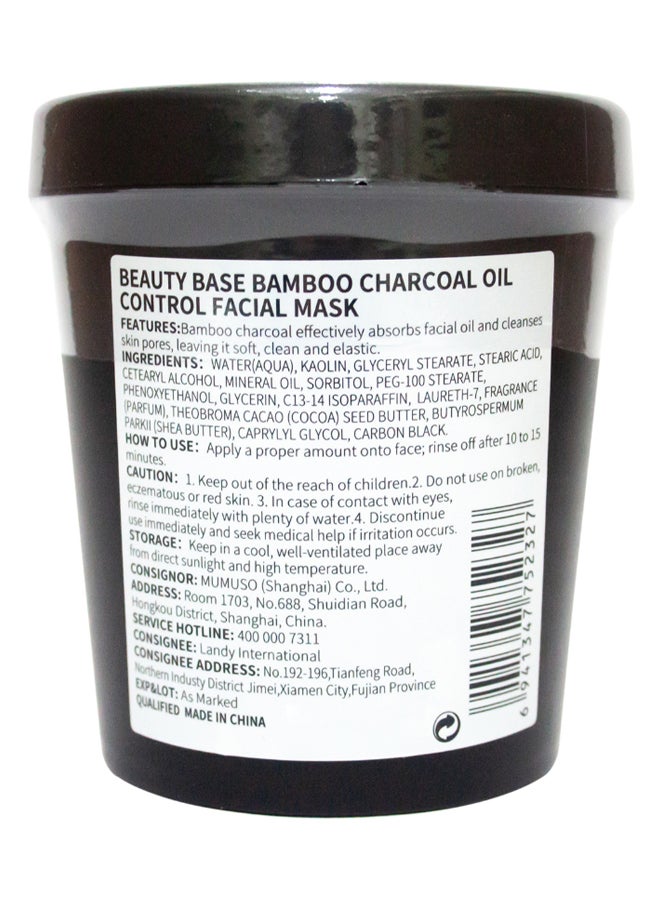 BEAUTY BASE BAMBOO CHARCOAL OIL
CONTROL FACIAL MASK
FEATURES:Bamboo charcoal effectively absorbs facial oil and cleanses
skin pores, leaving it soft, clean and elastic.
INGREDIENTS: WATER(AQUA), KAOLIN, GLYCERYL STEARATE, STEARIC ACID,
CETEARYL ALCOHOL, MINERAL OIL, SORBITOL, PEG-100 STEARATE,
PHENOXYETHANOL, GLYCERIN, C13-14 ISOPARAFFIN, LAURETH-7, FRAGRANCE
(PARFUM), THEOBROMA CACAO (COCOA) SEED BUTTER, BUTYROSPERMUM
PARKII (SHEA BUTTER), CAPRYLYL GLYCOL, CARBON BLACK.
HOW TO USE: Apply a proper amount onto face; rinse off after 10 to 15
minutes.
CAUTION: 1. Keep out of the reach of children.2. Do not use on broken,
eczematous or red skin. 3. In case of contact with eyes,
rinse immediately with plenty of water.4. Discontinue
use immediately and seek medical help if irritation occurs.
STORAGE: Keep in a cool, well-ventilated place away
from direct sunlight and high temperature.
CONSIGNOR: MUMUSO (Shanghai) Co., Ltd.
ADDRESS: Room 1703, No.688, Shuidian Road,
Hongkou District, Shanghai, China.
SERVICE HOTLINE: 400 000 7311
CONSIGNEE: Landy International
CONSIGNEE ADDRESS: No.192-196,Tianfeng Road,
Northern Industy District Jimei,Xiamen City,Fujian Province
EXP&LOT: As Marked
QUALIFIED MADE IN CHINA
6 941347 752327